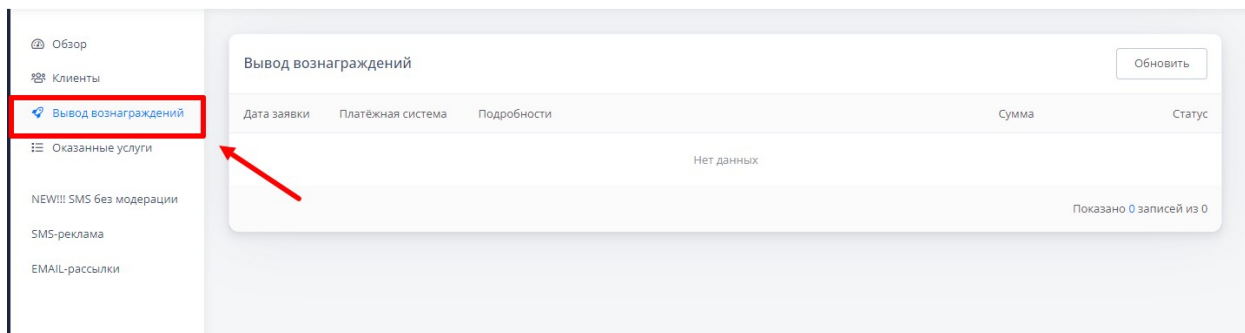 Обзор
Клиенты
Вывод вознаграждений
Оказанные услуги
NEW!!! SMS без модерации
SMS-реклама
EMAIL-рассылки
Вывод вознаграждений
Обновить
Дата заявки Платёжная система Подробности Сумма Статус
Нет данных
Показано 0 записей из 0